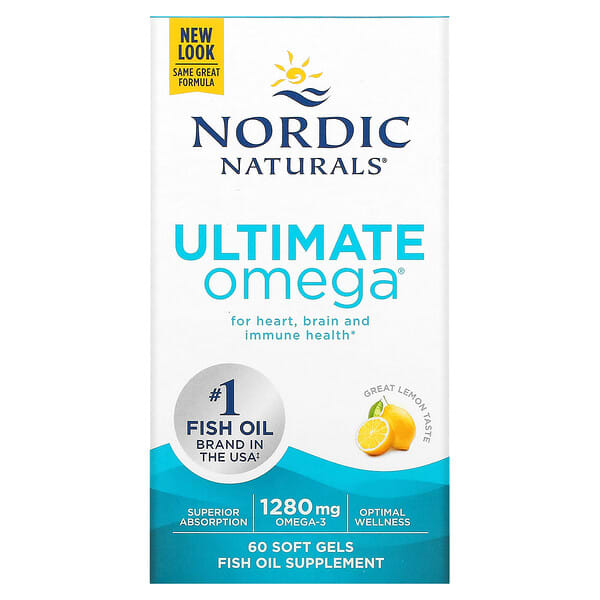 NEW
LOOK
SAME GREAT
FORMULA
NORDIC
NATURALS®
ULTIMATE
omega®
for heart, brain and
immune health*
GREAT LEMON TASTE
#1
FISH OIL
BRAND IN
THE USA‡
SUPERIOR
ABSORPTION
1280 mg
OMEGA-3
OPTIMAL
WELLNESS
60 SOFT GELS
FISH OIL SUPPLEMENT